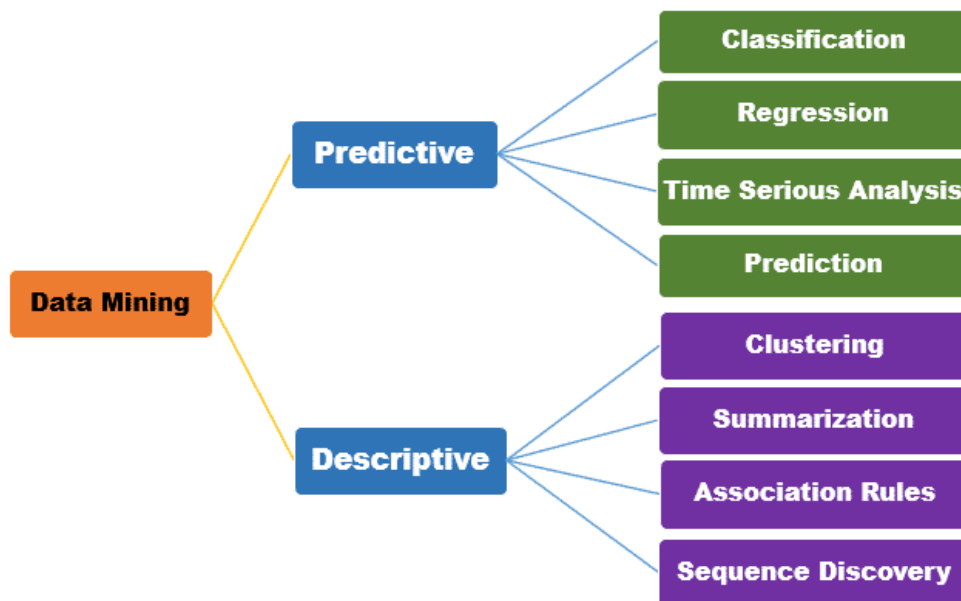 Classification
Regression
Predictive
Time Serious Analysis
Prediction
Data Mining
Clustering
Summarization
Descriptive
Association Rules
Sequence Discovery